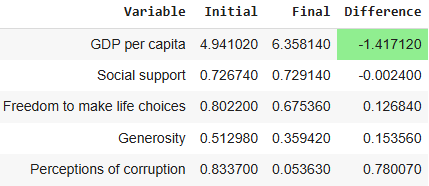 Variable Initial Final Difference
GDP per capita 4.941020 6.358140 -1.417120
Social support 0.726740 0.729140 -0.002400
Freedom to make life choices 0.802200 0.675360 0.126840
Generosity 0.512980 0.359420 0.153560
Perceptions of corruption 0.833700 0.053630 0.780070